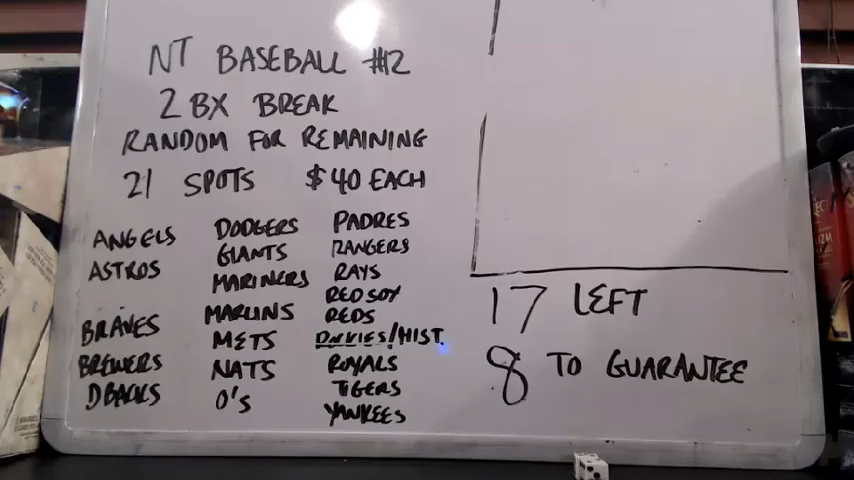 NT BASEBALL #12
2 BX BREAK
RANDOM FOR REMAINING
21 SPOTS $40 EACH
ANGELS
ASTROS
BRAVES
BREWERS
DBACKS
DODGERS
GIANTS
MARINERS
MARLINS
METS
NATS
O'S
PADRES
RANGERS
RAYS
RED SOX
REDS
/HIST.
ROYALS
TIGERS
YANKEES
17 LEFT
8 TO GUARANTEE